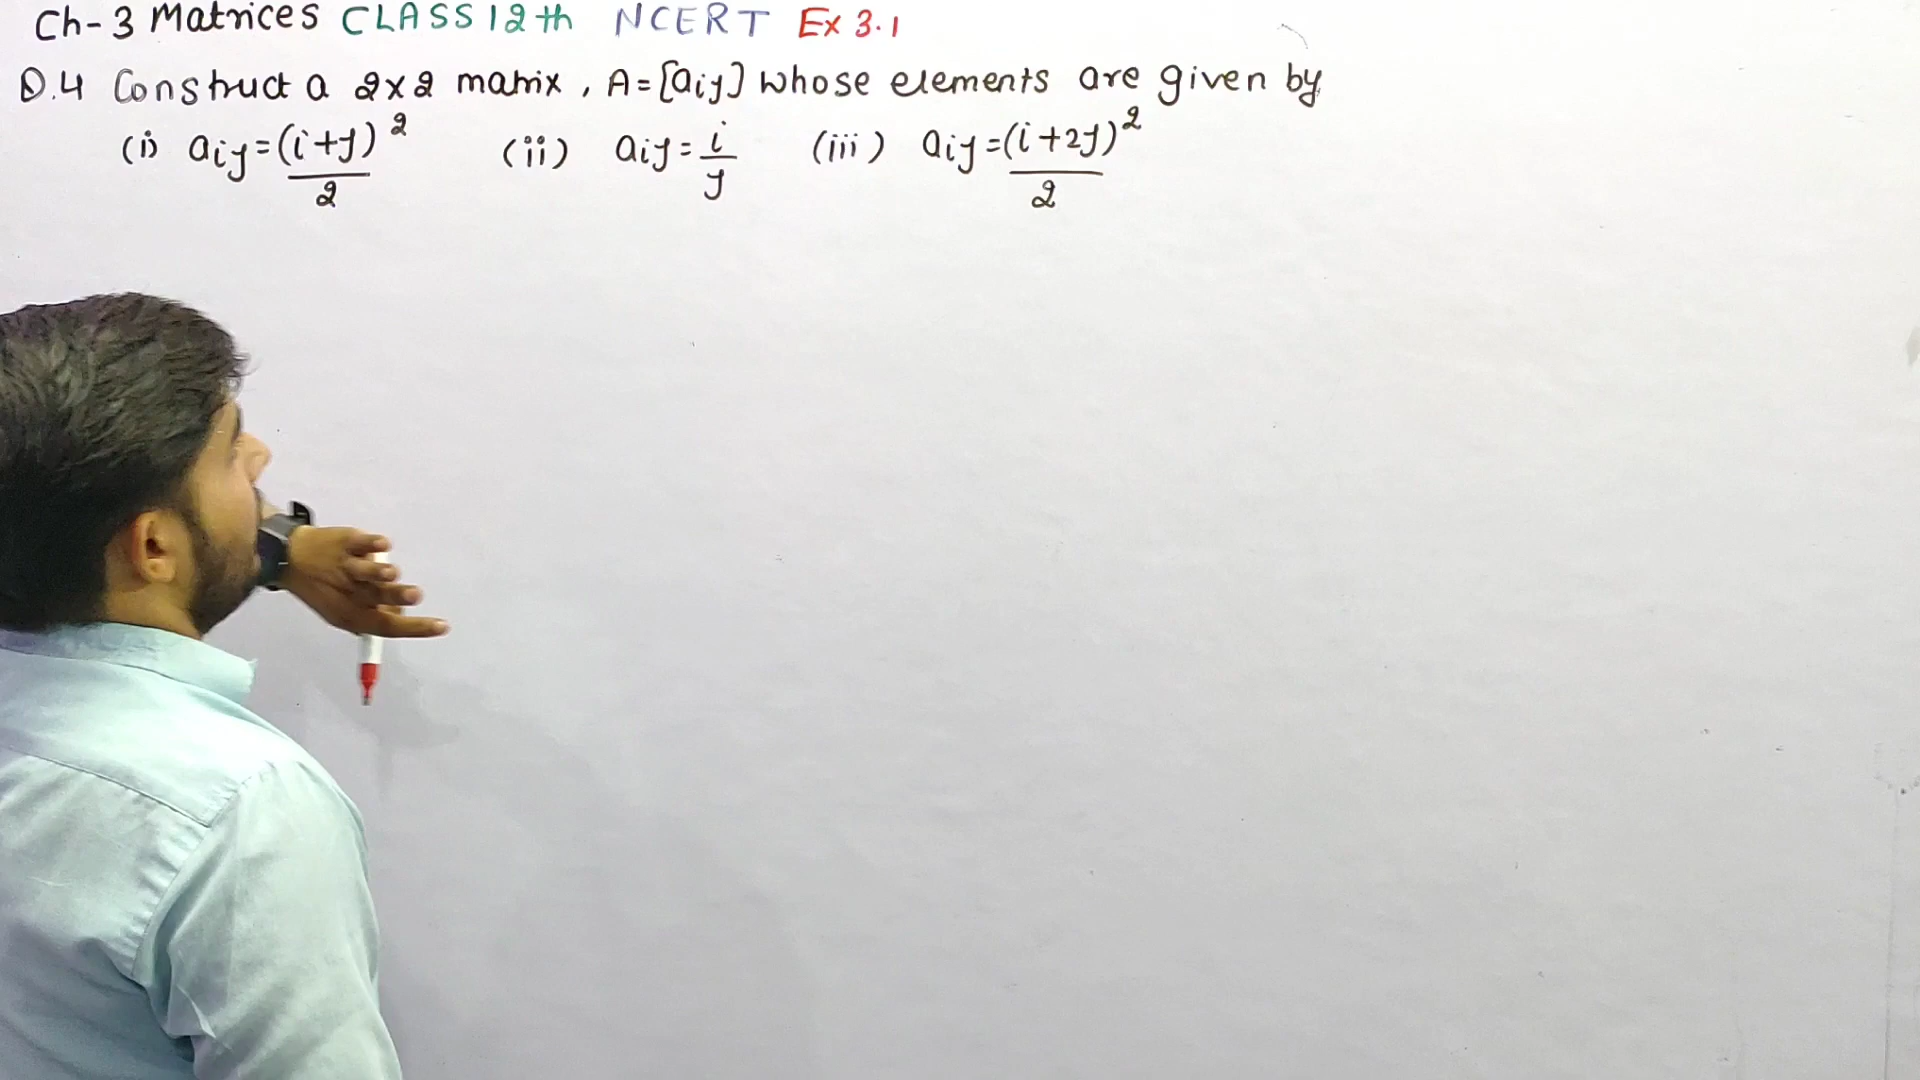 Ch-3 Matrices CLASS 12th NCERT Ex 3.1
Q.4 Construct a 2x2 matrix, A=[aij] whose elements are given by
(i) aij=(i+j)²/2 (ii) aij=i/j (iii) aij=(i+2j)²/2